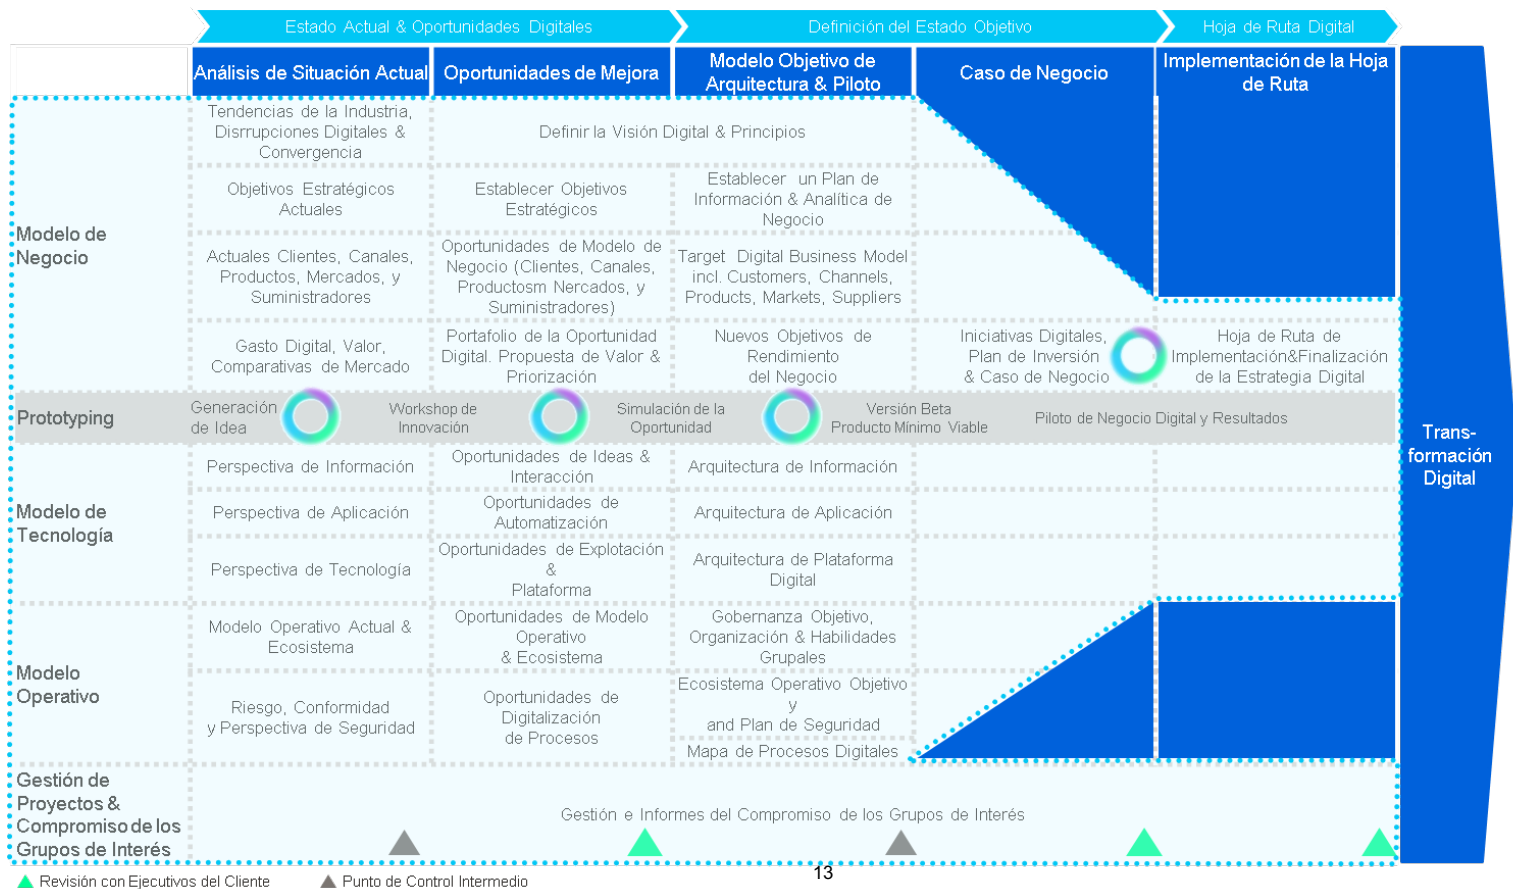 Estado Actual & Oportunidades Digitales
Definición del Estado Objetivo
Hoja de Ruta Digital
Análisis de Situación Actual
Oportunidades de Mejora
Modelo Objetivo de
Arquitectura & Piloto
Caso de Negocio
Implementación de la Hoja
de Ruta
Modelo de
Negocio
Tendencias de la Industria,
Disrrupciones Digitales &
Convergencia
Definir la Visión Digital & Principios
Objetivos Estratégicos
Actuales
Establecer Objetivos
Estratégicos
Establecer un Plan de
Información & Analítica de
Negocio
Actuales Clientes, Canales,
Productos, Mercados, y
Suministradores
Oportunidades de Modelo de
Negocio (Clientes, Canales,
Productosm Nercados, y
Suministradores)
Target Digital Business Model
incl. Customers, Channels,
Products, Markets, Suppliers
Gasto Digital, Valor,
Comparativas de Mercado
Portafolio de la Oportunidad
Digital. Propuesta de Valor &
Priorización
Nuevos Objetivos de
Rendimiento
del Negocio
Iniciativas Digitales,
Plan de Inversión
& Caso de Negocio
Hoja de Ruta de
Implementación&Finalización
de la Estrategia Digital
Prototyping
Generación
de Idea
Workshop de
Innovación
Simulación de la
Oportunidad
Versión Beta
Producto Mínimo Viable
Piloto de Negocio Digital y Resultados
Trans-
formación
Digital
Modelo de
Tecnología
Perspectiva de Información
Oportunidades de Ideas &
Interacción
Arquitectura de Información
Perspectiva de Aplicación
Oportunidades de
Automatización
Arquitectura de Aplicación
Perspectiva de Tecnología
Oportunidades de Explotación
&
Plataforma
Arquitectura de Plataforma
Digital
Modelo
Operativo
Modelo Operativo Actual &
Ecosistema
Oportunidades de Modelo
Operativo
& Ecosistema
Gobernanza Objetivo,
Organización & Habilidades
Grupales
Riesgo, Conformidad
y Perspectiva de Seguridad
Oportunidades de
Digitalización
de Procesos
Ecosistema Operativo Objetivo
y
and Plan de Seguridad
Mapa de Procesos Digitales
Gestión de
Proyectos &
Compromiso de los
Grupos de Interés
Gestión e Informes del Compromiso de los Grupos de Interés
13
Revisión con Ejecutivos del Cliente
Punto de Control Intermedio